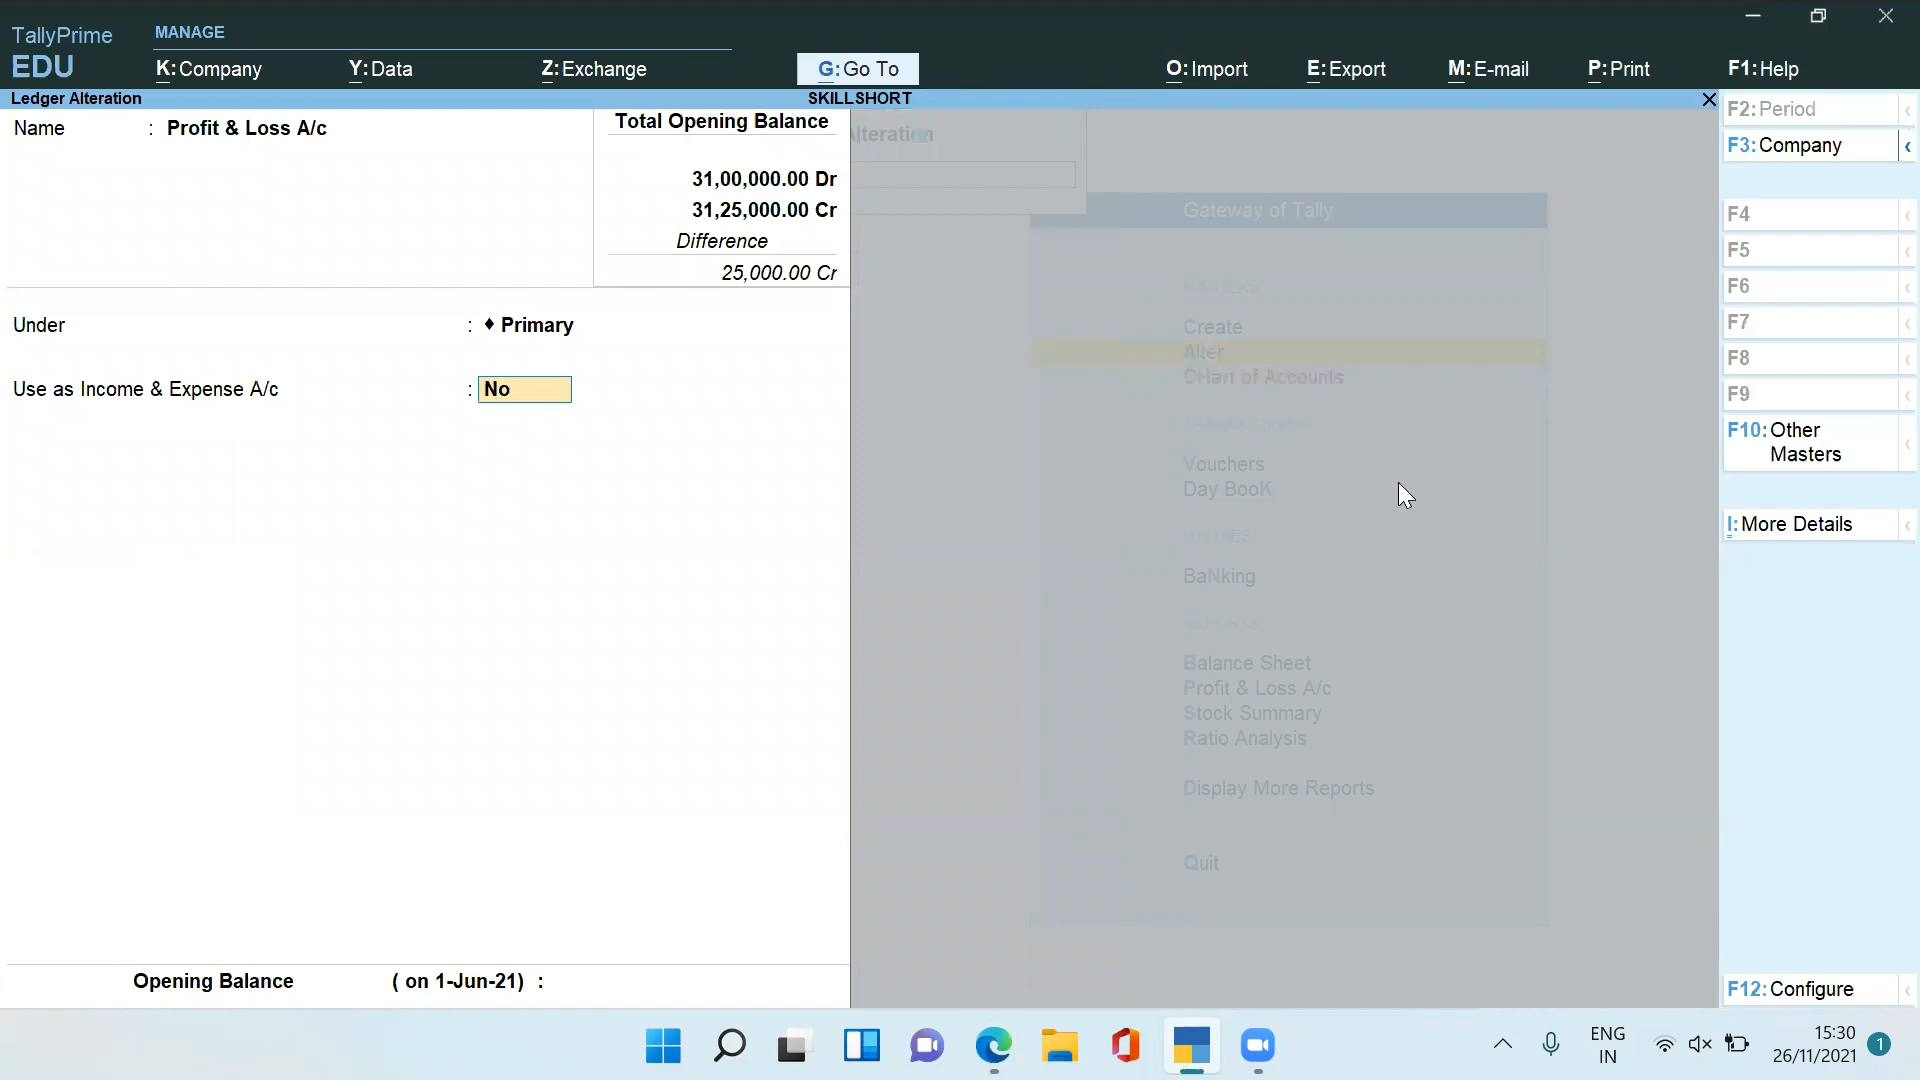 TallyPrime
EDU
MANAGE
K:Company
Y:Data
Z:Exchange
G:Go To
O:Import
E:Export
M:E-mail
P:Print
F1:Help
Ledger Alteration
SKILLSHORT
Name : Profit & Loss A/c
Total Opening Balance
31,00,000.00 Dr
31,25,000.00 Cr
Difference
25,000.00 Cr
Under : ♦ Primary
Use as Income & Expense A/c : No
Opening Balance ( on 1-Jun-21) :
Alteration
Gateway of Tally
Create
Alter
CHart of Accounts
Vouchers
Day BooK
BaNking
Balance Sheet
Profit & Loss A/c
Stock Summary
Ratio Analysis
Display More Reports
Quit
F2:Period
F3:Company
F4
F5
F6
F7
F8
F9
F10:Other
Masters
I:More Details
F12:Configure
ENG
IN
15:30
26/11/2021
1